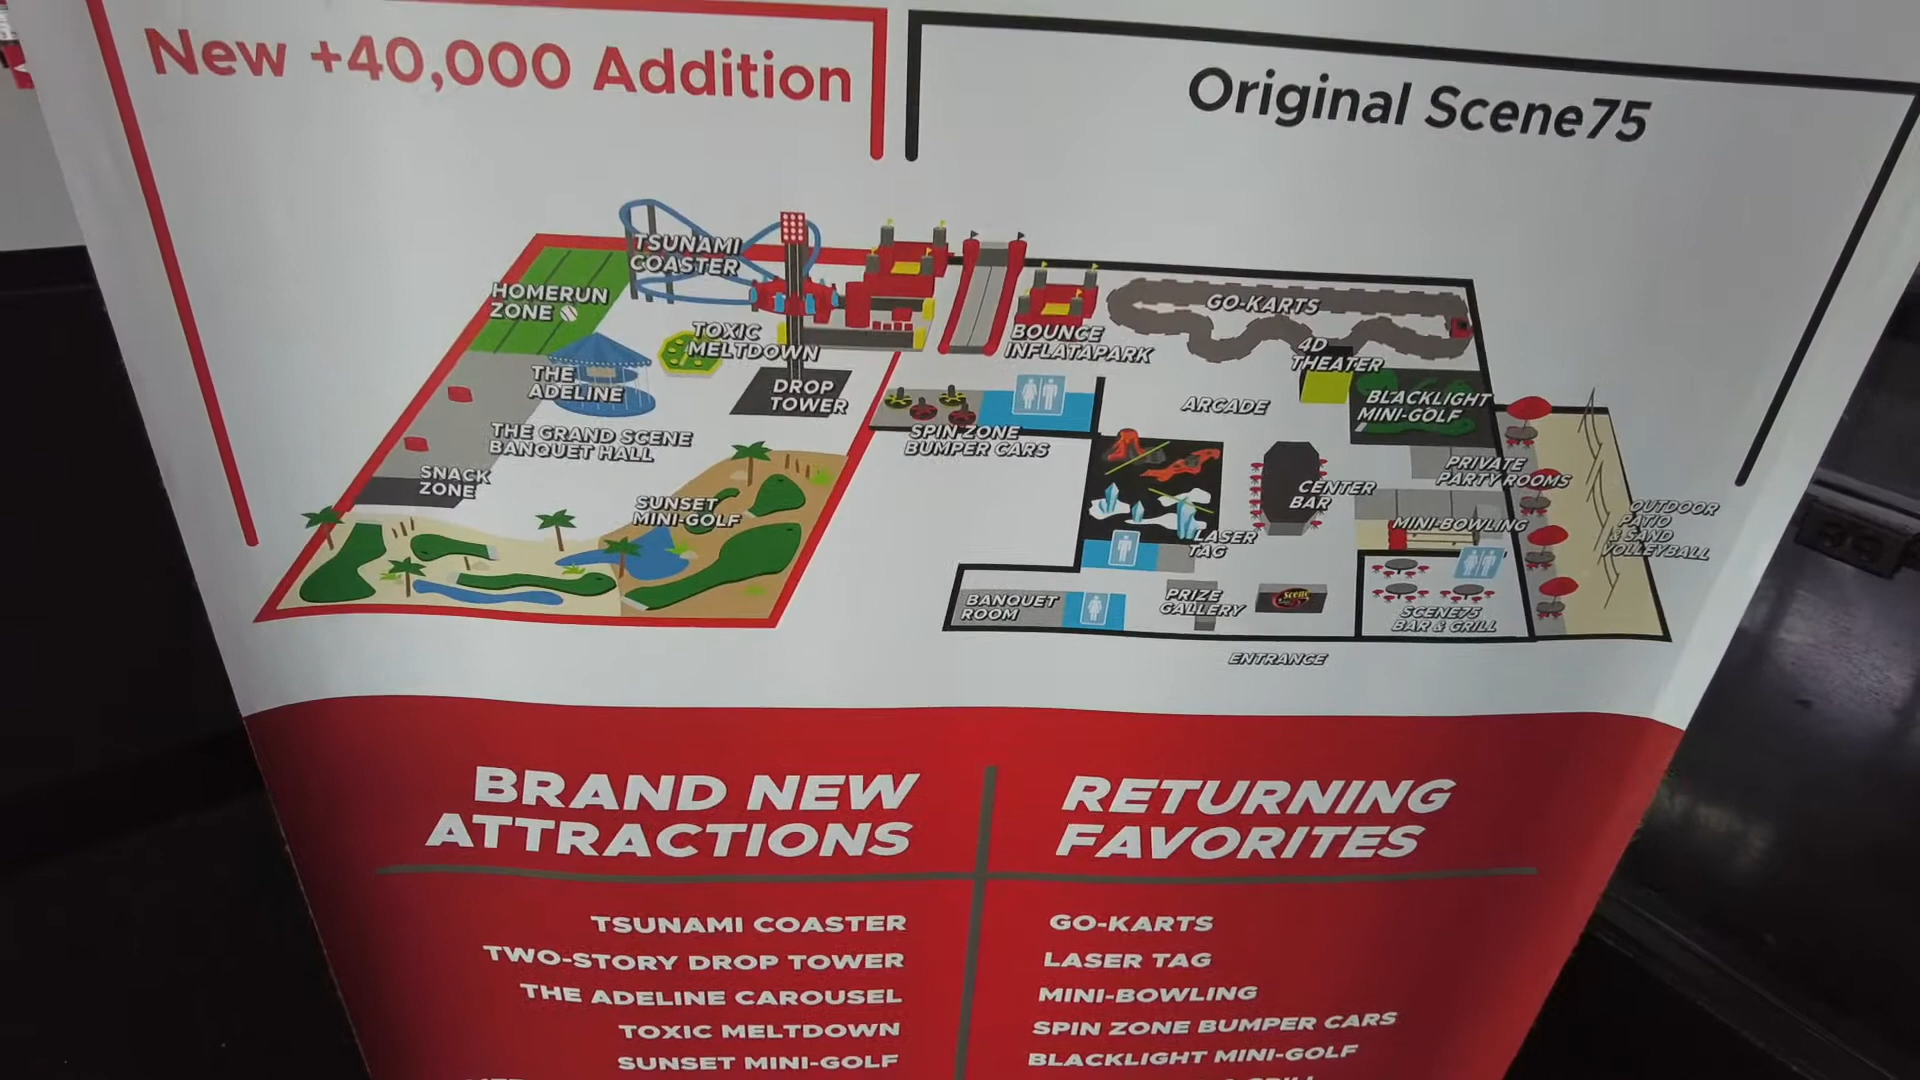 New +40,000 Addition
Original Scene75
TSUNAMI
COASTER
HOMERUN
ZONE
TOXIC
MELTDOWN
THE
ADELINE
DROP
TOWER
THE GRAND SCENE
BANQUET HALL
SNACK
ZONE
SUNSET
MINI-GOLF
BOUNCE
INFLATAPARK
GO-KARTS
4D
THEATER
SPIN ZONE
BUMPER CARS
ARCADE
BLACKLIGHT
MINI-GOLF
PRIVATE
PARTY ROOMS
CENTER
BAR
MINI-BOWLING
OUTDOOR
PATIO
& SAND
VOLLEYBALL
LASER
TAG
BANQUET
ROOM
PRIZE
GALLERY
Scene
SCENE75
BAR & GRILL
ENTRANCE
BRAND NEW
ATTRACTIONS
TSUNAMI COASTER
TWO-STORY DROP TOWER
THE ADELINE CAROUSEL
TOXIC MELTDOWN
SUNSET MINI-GOLF
RETURNING
FAVORITES
GO-KARTS
LASER TAG
MINI-BOWLING
SPIN ZONE BUMPER CARS
BLACKLIGHT MINI-GOLF